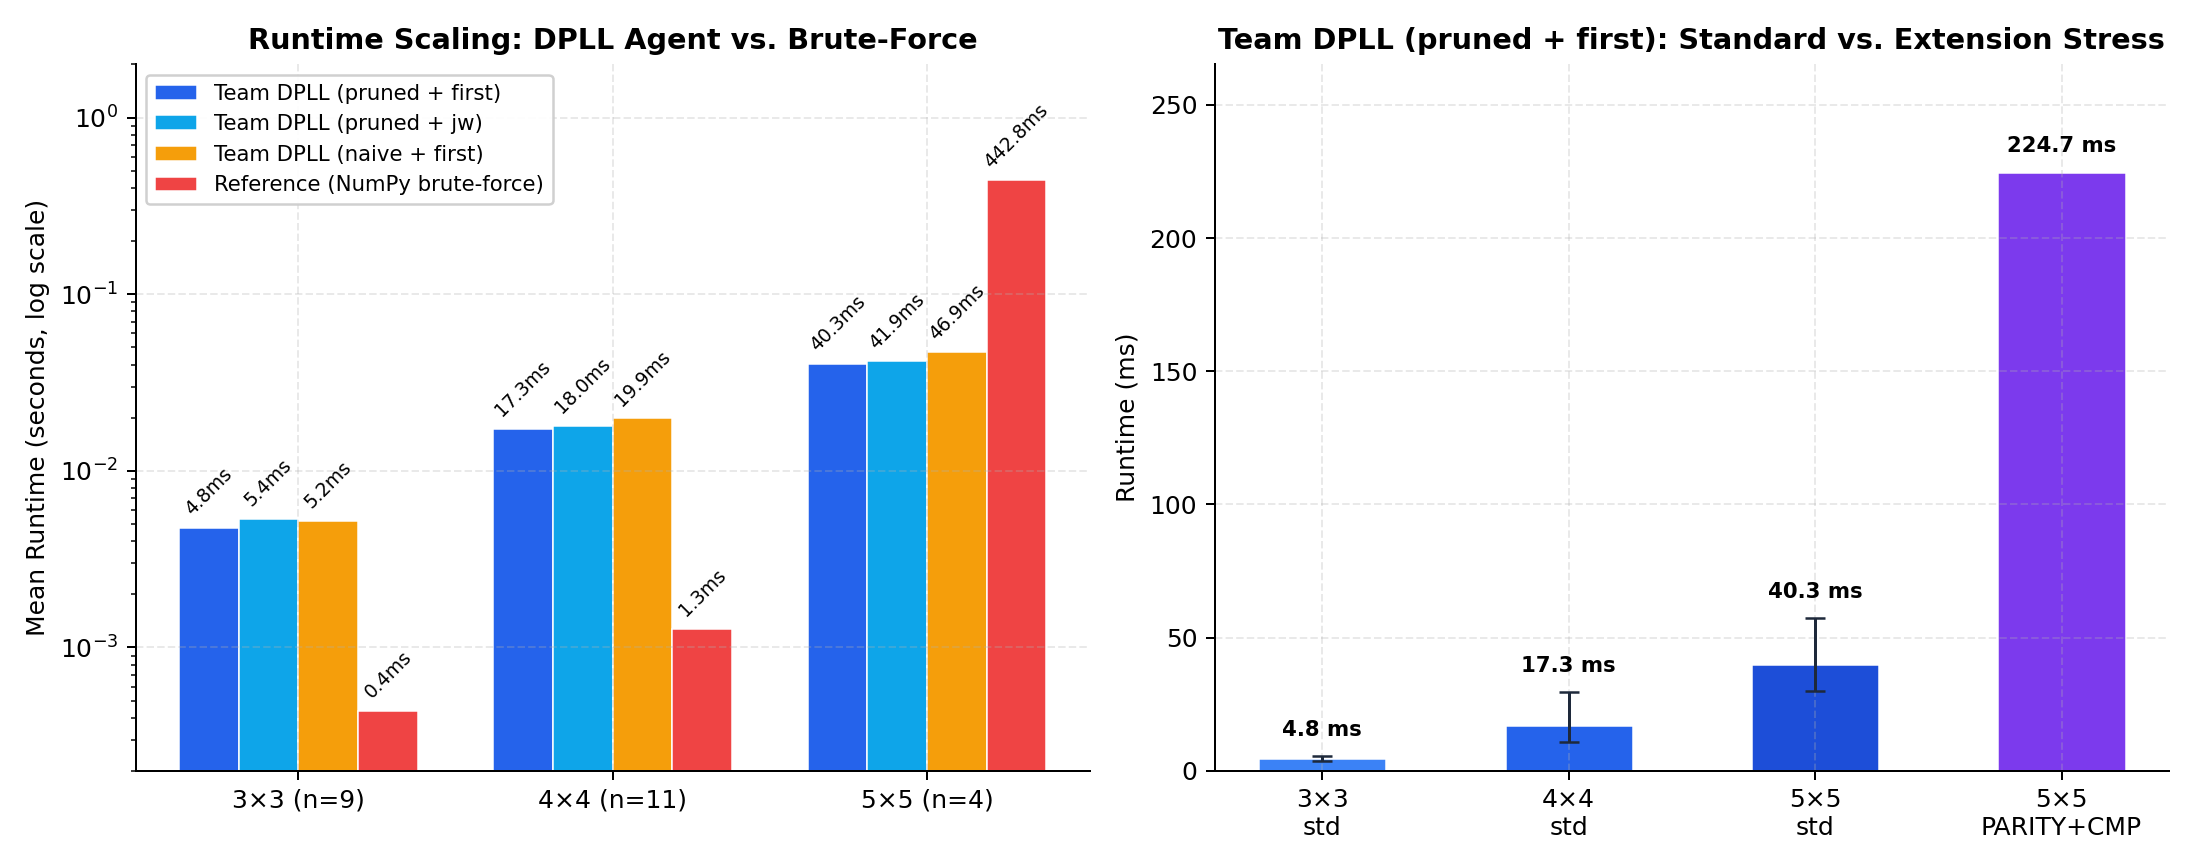 Runtime Scaling: DPLL Agent vs. Brute-Force
Team DPLL (pruned + first)
Team DPLL (pruned + jw)
Team DPLL (naive + first)
Reference (NumPy brute-force)
Mean Runtime (seconds, log scale)
10⁰
10⁻¹
10⁻²
10⁻³
4.8ms
5.4ms
5.2ms
0.4ms
17.3ms
18.0ms
19.9ms
1.3ms
40.3ms
41.9ms
46.9ms
442.8ms
3×3 (n=9)
4×4 (n=11)
5×5 (n=4)
Team DPLL (pruned + first): Standard vs. Extension Stress
Runtime (ms)
250
200
150
100
50
0
4.8 ms
17.3 ms
40.3 ms
224.7 ms
3×3
std
4×4
std
5×5
std
5×5
PARITY+CMP